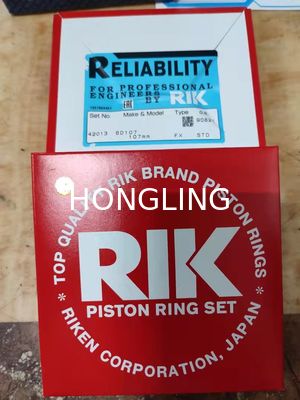 RELIABILITY
FOR PROFESSIONAL
ENGINEERS
BY RIK
Set No. Make & Model Type
42013 6D107
107mm FX STD
HONGLING
TOP QUALITY RIK BRAND PISTON RINGS
RIK
PISTON RING SET
* RIKEN CORPORATION, JAPAN *